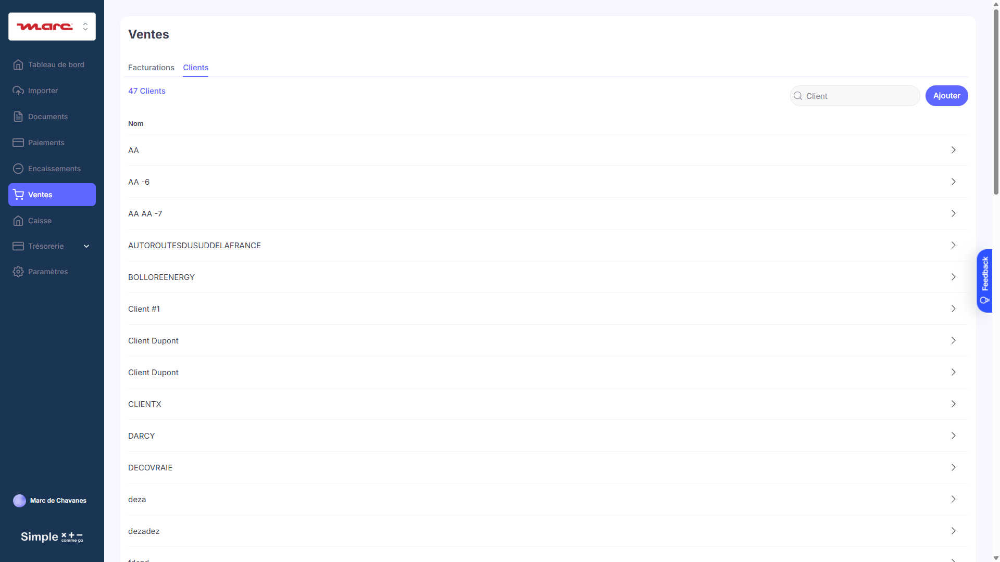 marc
Tableau de bord
Importer
Documents
Paiements
Encaissements
Ventes
Caisse
Trésorerie
Paramètres
Marc de Chavanes
Simple
comme ça
Ventes
Facturations Clients
47 Clients
Client
Ajouter
Nom
AA
AA -6
AA AA -7
AUTOROUTESDUSUDDELAFRANCE
BOLLOREENERGY
Client #1
Client Dupont
Client Dupont
CLIENTX
DARCY
DECOVRAIE
deza
dezadez
Feedback